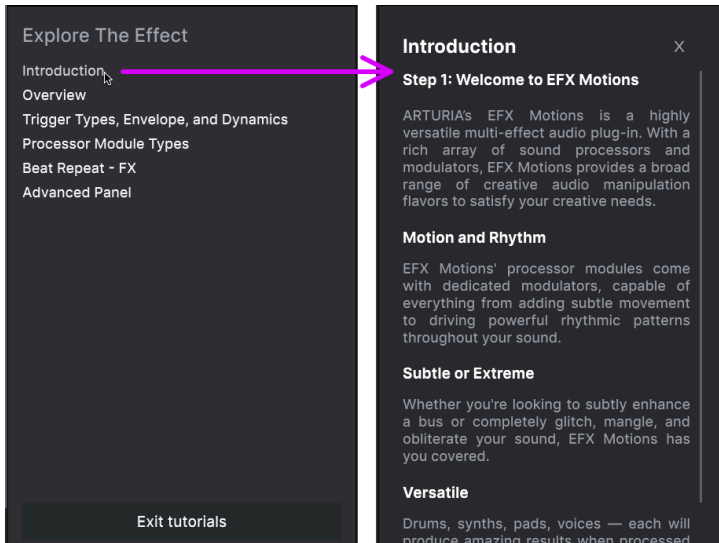 Explore The Effect
Introduction
Overview
Trigger Types, Envelope, and Dynamics
Processor Module Types
Beat Repeat - FX
Advanced Panel
Exit tutorials
Introduction
X
Step 1: Welcome to EFX Motions
ARTURIA's EFX Motions is a highly
versatile multi-effect audio plug-in. With a
rich array of sound processors and
modulators, EFX Motions provides a broad
range of creative audio manipulation
flavors to satisfy your creative needs.
Motion and Rhythm
EFX Motions' processor modules come
with dedicated modulators, capable of
everything from adding subtle movement
to driving powerful rhythmic patterns
throughout your sound.
Subtle or Extreme
Whether you're looking to subtly enhance
a bus or completely glitch, mangle, and
obliterate your sound, EFX Motions has
you covered.
Versatile
Drums, synths, pads, voices — each will
produce amazing results when processed